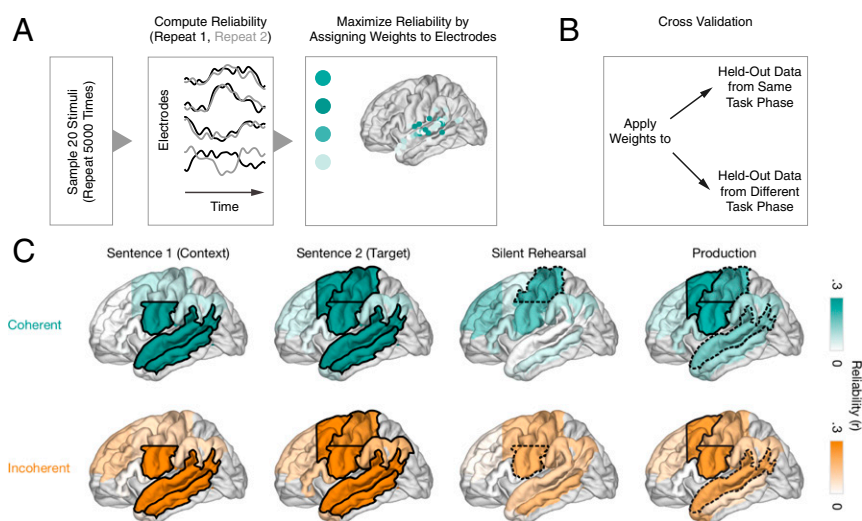 A
Compute Reliability
(Repeat 1, Repeat 2)
Maximize Reliability by
Assigning Weights to Electrodes
Sample 20 Stimuli
(Repeat 5000 Times)
Electrodes
Time
B
Cross Validation
Apply
Weights to
Held-Out Data
from Same
Task Phase
Held-Out Data
from Different
Task Phase
C
Sentence 1 (Context)
Sentence 2 (Target)
Silent Rehearsal
Production
Coherent
Incoherent
.3
0
Reliability (r)
.3
0